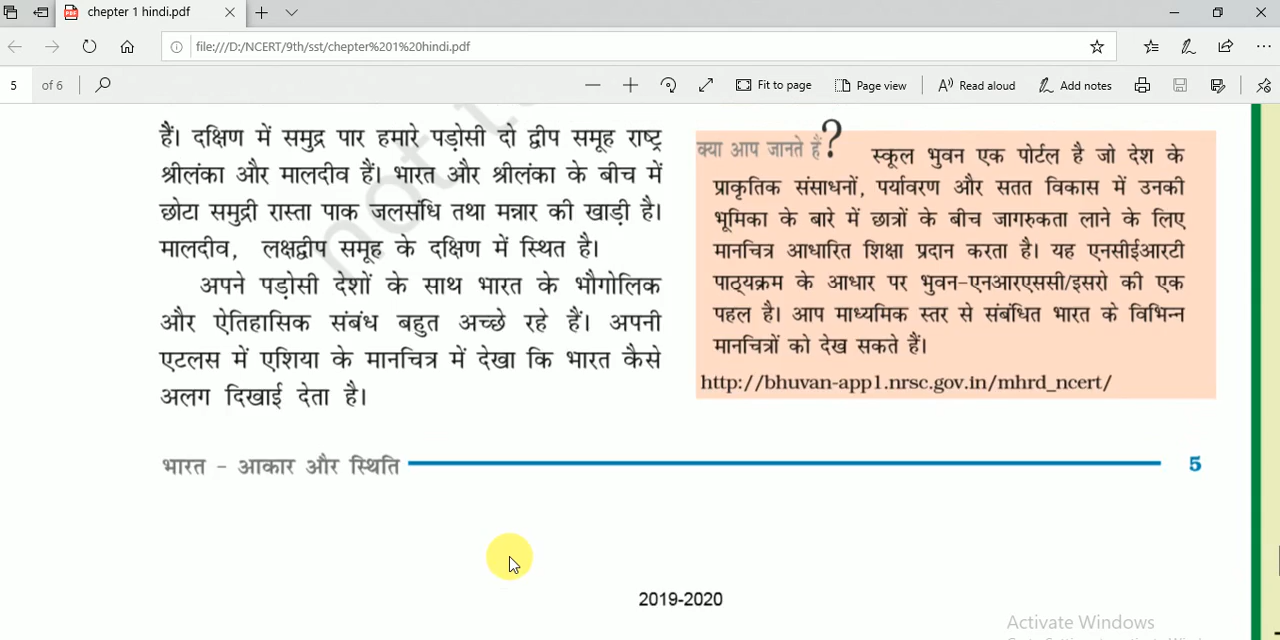 chepter 1 hindi.pdf
file:///D:/NCERT/9th/sst/chepter%201%20hindi.pdf
5 of 6
Fit to page
Page view
Read aloud
Add notes
not
हैं। दक्षिण में समुद्र पार हमारे पड़ोसी दो द्वीप समूह राष्ट्र
श्रीलंका और मालदीव हैं। भारत और श्रीलंका के बीच में
छोटा समुद्री रास्ता पाक जलसंधि तथा मन्नार की खाड़ी है।
मालदीव, लक्षद्वीप समूह के दक्षिण में स्थित है।
अपने पड़ोसी देशों के साथ भारत के भौगोलिक
और ऐतिहासिक संबंध बहुत अच्छे रहे हैं। अपनी
एटलस में एशिया के मानचित्र में देखा कि भारत कैसे
अलग दिखाई देता है।
क्या आप जानते हैं?
स्कूल भुवन एक पोर्टल है जो देश के
प्राकृतिक संसाधनों, पर्यावरण और सतत विकास में उनकी
भूमिका के बारे में छात्रों के बीच जागरुकता लाने के लिए
मानचित्र आधारित शिक्षा प्रदान करता है। यह एनसीईआरटी
पाठ्यक्रम के आधार पर भुवन-एनआरएससी/इसरो की एक
पहल है। आप माध्यमिक स्तर से संबंधित भारत के विभिन्न
मानचित्रों को देख सकते हैं।
http://bhuvan-app1.nrsc.gov.in/mhrd_ncert/
भारत - आकार और स्थिति
5
2019-2020
Activate Windows